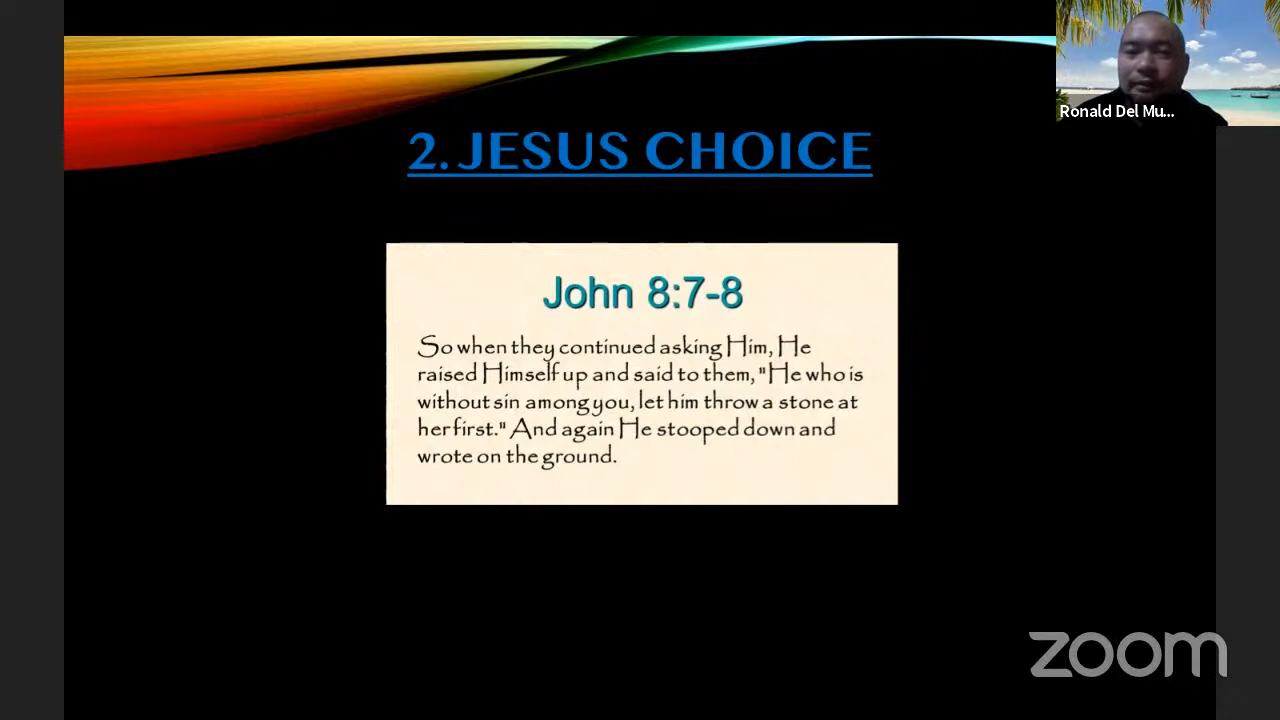 Ronald Del Mu...
2. JESUS CHOICE
John 8:7-8
So when they continued asking Him, He
raised Himself up and said to them, "He who is
without sin among you, let him throw a stone at
her first." And again He stooped down and
wrote on the ground.
zoom